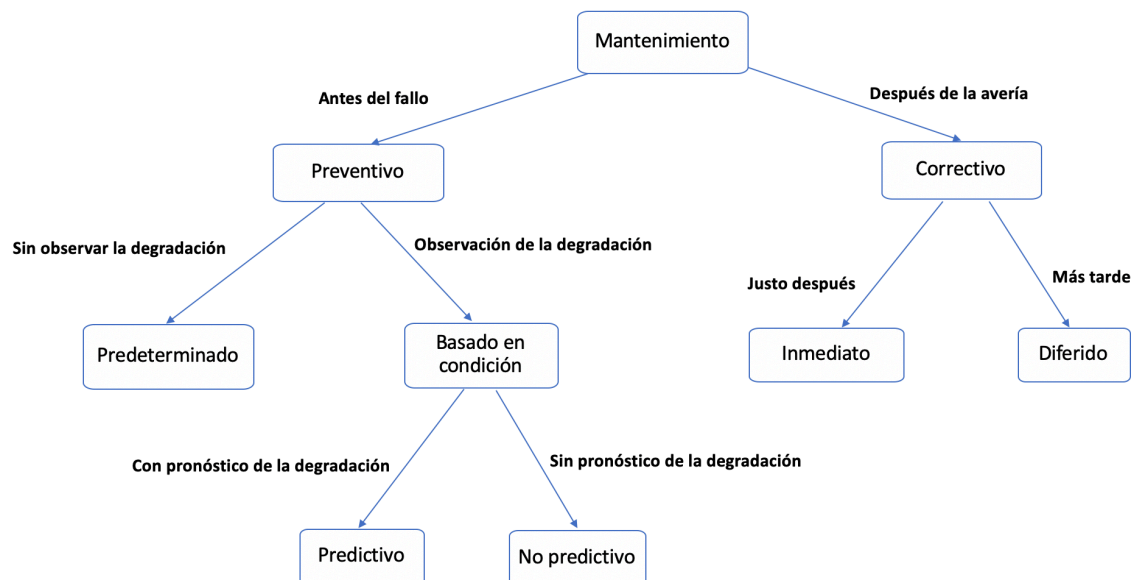 Mantenimiento
Antes del fallo
Después de la avería
Preventivo
Correctivo
Sin observar la degradación
Observación de la degradación
Justo después
Más tarde
Predeterminado
Basado en
condición
Inmediato
Diferido
Con pronóstico de la degradación
Sin pronóstico de la degradación
Predictivo
No predictivo